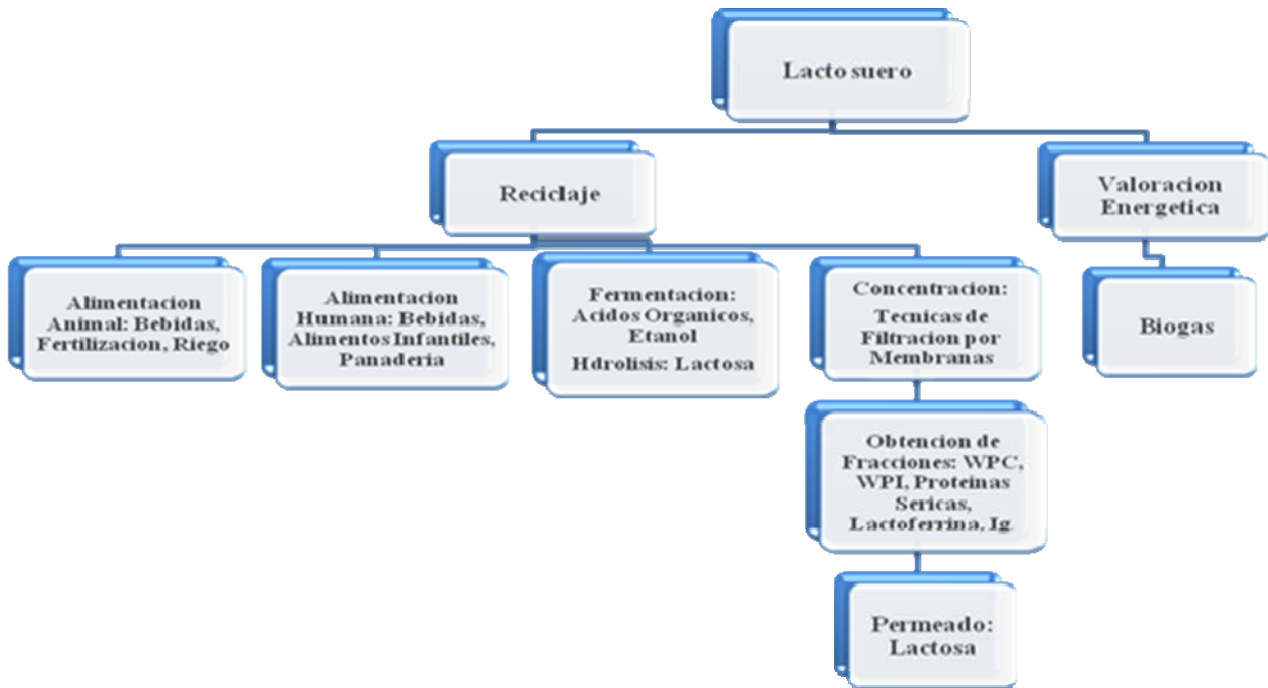 Lacto suero
Reciclaje
Valoracion
Energetica
Alimentacion
Animal: Bebidas,
Fertilizacion, Riego
Alimentacion
Humana: Bebidas,
Alimentos Infantiles,
Panaderia
Fermentacion:
Acidos Organicos,
Etanol
Hdrolisis: Lactosa
Concentracion:
Tecnicas de
Filtracion por
Membranas
Biogas
Obtencion de
Fracciones: WPC,
WPI, Proteinas
Sericas,
Lactoferrina, Ig.
Permeado:
Lactosa